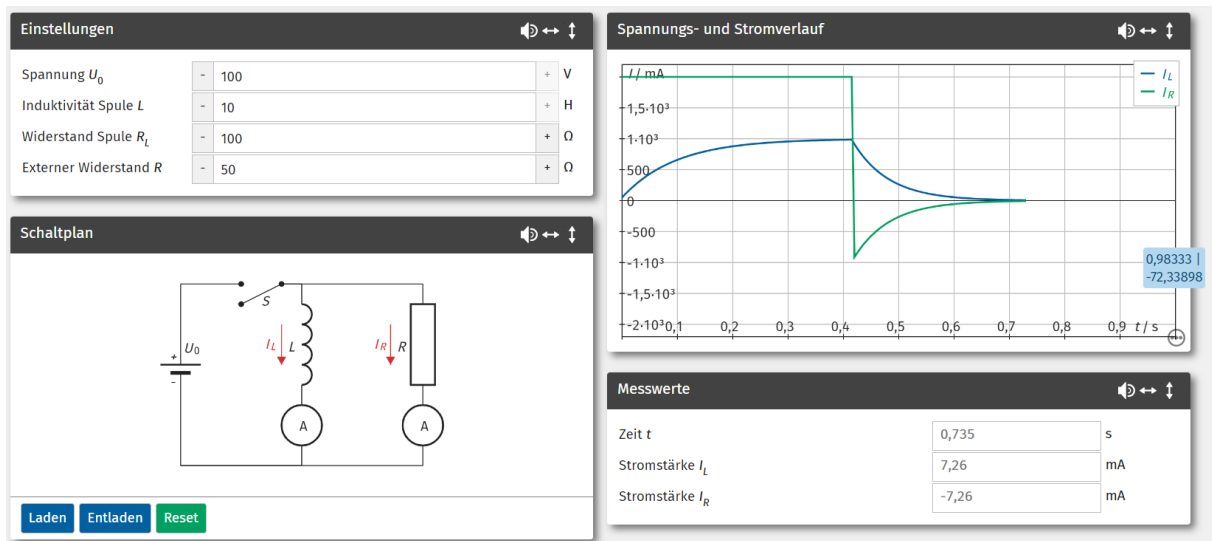 Einstellungen
Spannung U0 - 100 + V
Induktivität Spule L - 10 + H
Widerstand Spule RL - 100 + Ω
Externer Widerstand R - 50 + Ω
Schaltplan
S
+ U0
-
IL L
IR R
A A
Laden Entladen Reset
Spannungs- und Stromverlauf
I / mA
IL
IR
1,5·10³
1·10³
500
0
-500
-1·10³
-1,5·10³
-2·10³
0,1 0,2 0,3 0,4 0,5 0,6 0,7 0,8 0,9 t / s
0,98333 |
-72,33898
Messwerte
Zeit t 0,735 s
Stromstärke IL 7,26 mA
Stromstärke IR -7,26 mA